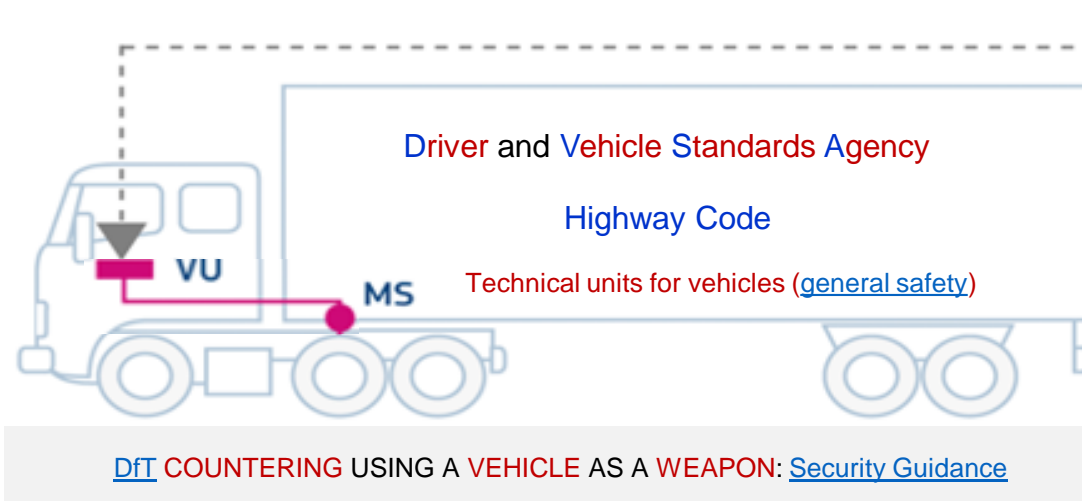 Driver and Vehicle Standards Agency
Highway Code
VU
Technical units for vehicles (general safety)
MS
DfT COUNTERING USING A VEHICLE AS A WEAPON: Security Guidance